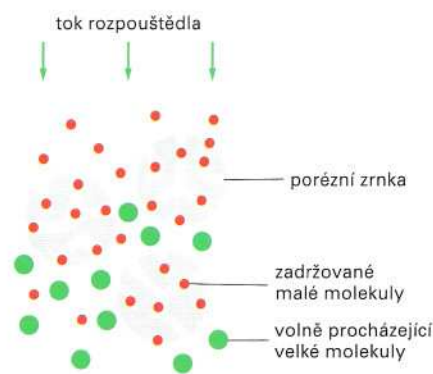 tok rozpouštědla
porézní zrnka
zadržované
malé molekuly
volně procházející
velké molekuly